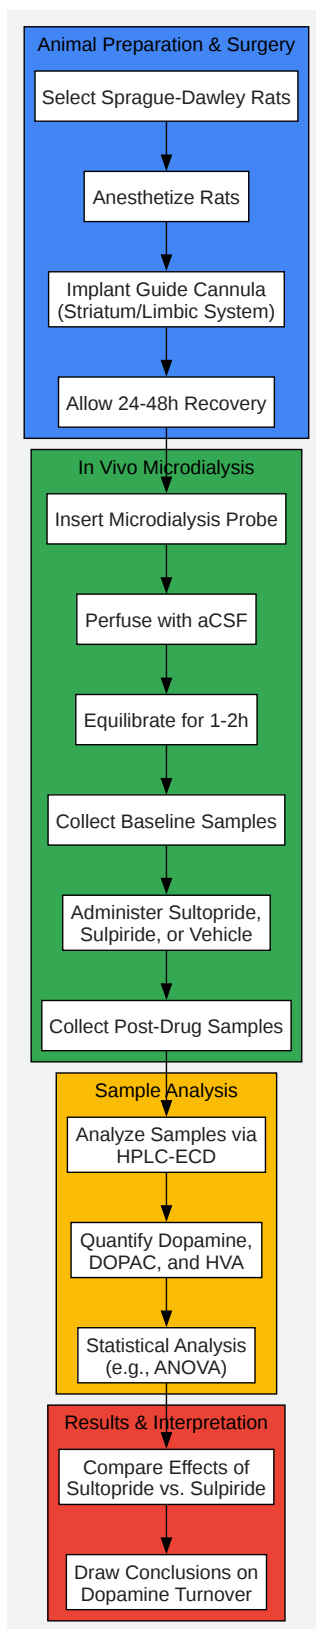 Animal Preparation & Surgery
Select Sprague-Dawley Rats
Anesthetize Rats
Implant Guide Cannula
(Striatum/Limbic System)
Allow 24-48h Recovery
In Vivo Microdialysis
Insert Microdialysis Probe
Perfuse with aCSF
Equilibrate for 1-2h
Collect Baseline Samples
Administer Sultopride,
Sulpiride, or Vehicle
Collect Post-Drug Samples
Sample Analysis
Analyze Samples via
HPLC-ECD
Quantify Dopamine,
DOPAC, and HVA
Statistical Analysis
(e.g., ANOVA)
Results & Interpretation
Compare Effects of
Sultopride vs. Sulpiride
Draw Conclusions on
Dopamine Turnover